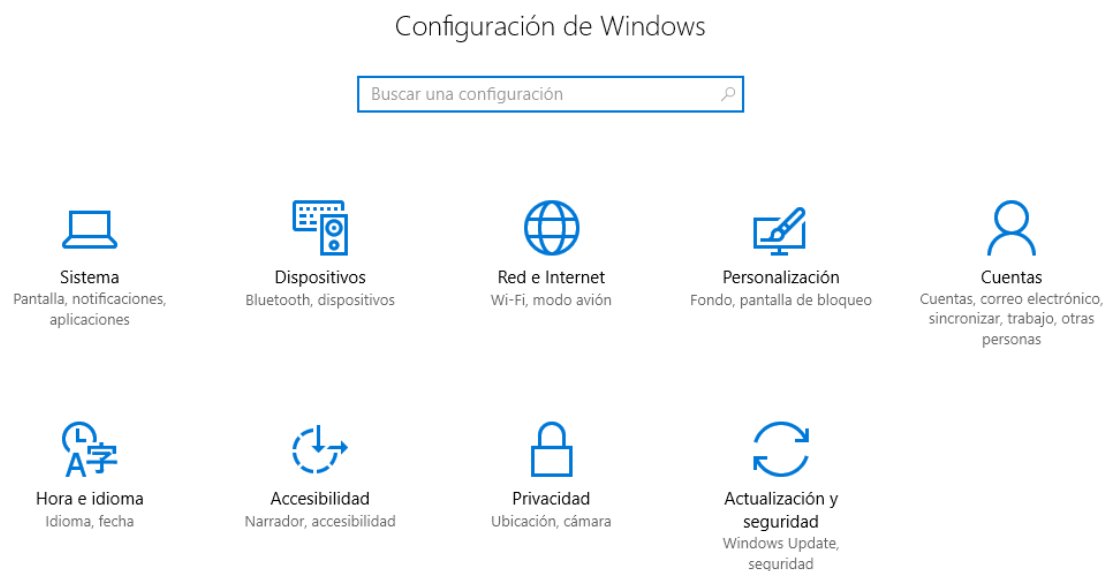 Configuración de Windows
Buscar una configuración
Sistema
Pantalla, notificaciones,
aplicaciones
Dispositivos
Bluetooth, dispositivos
Red e Internet
Wi-Fi, modo avión
Personalización
Fondo, pantalla de bloqueo
Cuentas
Cuentas, correo electrónico,
sincronizar, trabajo, otras
personas
A字
Hora e idioma
Idioma, fecha
Accesibilidad
Narrador, accesibilidad
Privacidad
Ubicación, cámara
Actualización y
seguridad
Windows Update,
seguridad